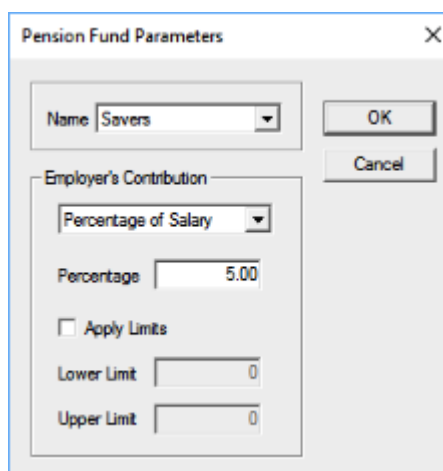 Pension Fund Parameters
Name Savers
OK
Cancel
Employer's Contribution
Percentage of Salary
Percentage 5.00
Apply Limits
Lower Limit 0
Upper Limit 0